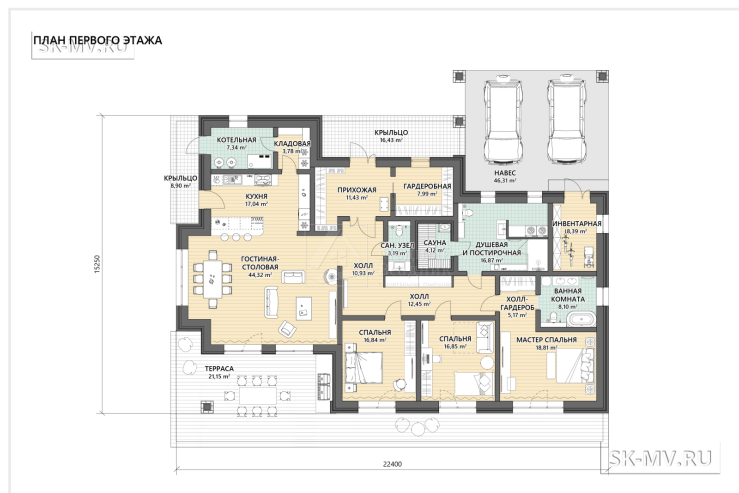 ПЛАН ПЕРВОГО ЭТАЖА
SK-MV.RU
КОТЕЛЬНАЯ
7,34 m²
КЛАДОВАЯ
3,78 m²
КРЫЛЬЦО
16,43 m²
НАВЕС
46,31 m²
КРЫЛЬЦО
8,90 m²
КУХНЯ
17,04 m²
ПРИХОЖАЯ
11,43 m²
ГАРДЕРОБНАЯ
7,99 m²
ИНВЕНТАРНАЯ
18,39 m²
САН. УЗЕЛ
3,19 m²
САУНА
4,12 m²
ДУШЕВАЯ
И ПОСТИРОЧНАЯ
16,87 m²
ГОСТИНАЯ-
СТОЛОВАЯ
44,32 m²
ХОЛЛ
10,93 m²
ХОЛЛ
12,45 m²
ХОЛЛ-
ГАРДЕРОБ
5,17 m²
ВАННАЯ
КОМНАТА
8,10 m²
СПАЛЬНЯ
16,84 m²
СПАЛЬНЯ
16,85 m²
МАСТЕР СПАЛЬНЯ
18,81 m²
ТЕРРАСА
21,15 m²
15250
22400
SK-MV.RU